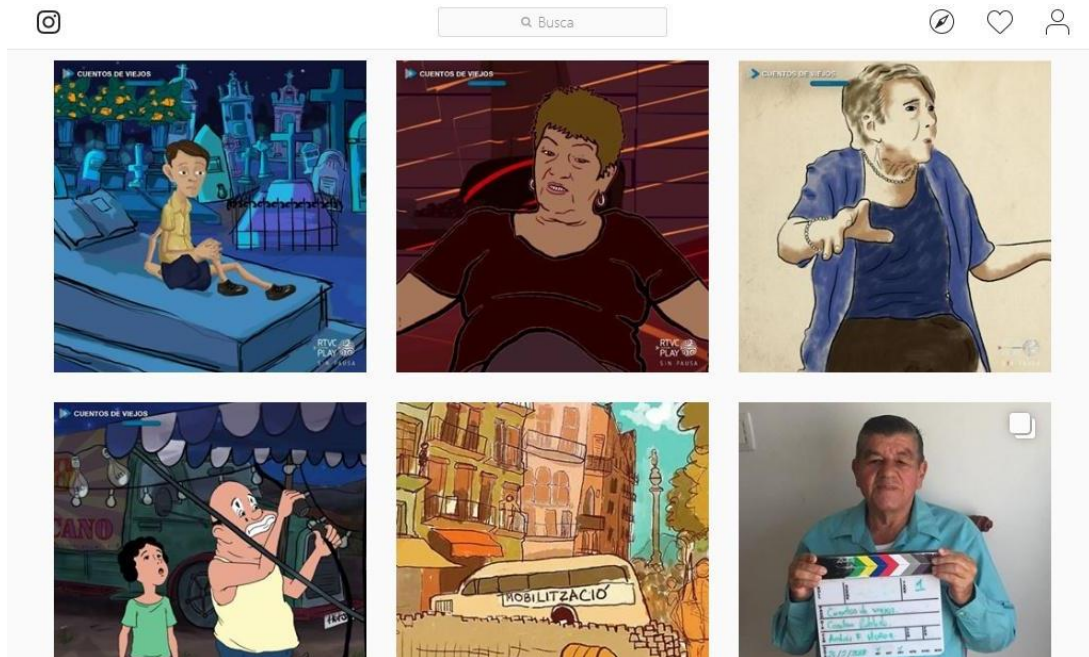 Busca
CUENTOS DE VIEJOS
CUENTOS DE VIEJOS
CUENTOS DE VIEJOS
RTVC
PLAY
SIN PAUSA
RTVC
PLAY
SIN PAUSA
CUENTOS DE VIEJOS
CANO
MOBILITZACIÓ
1
Cuentos de viejos